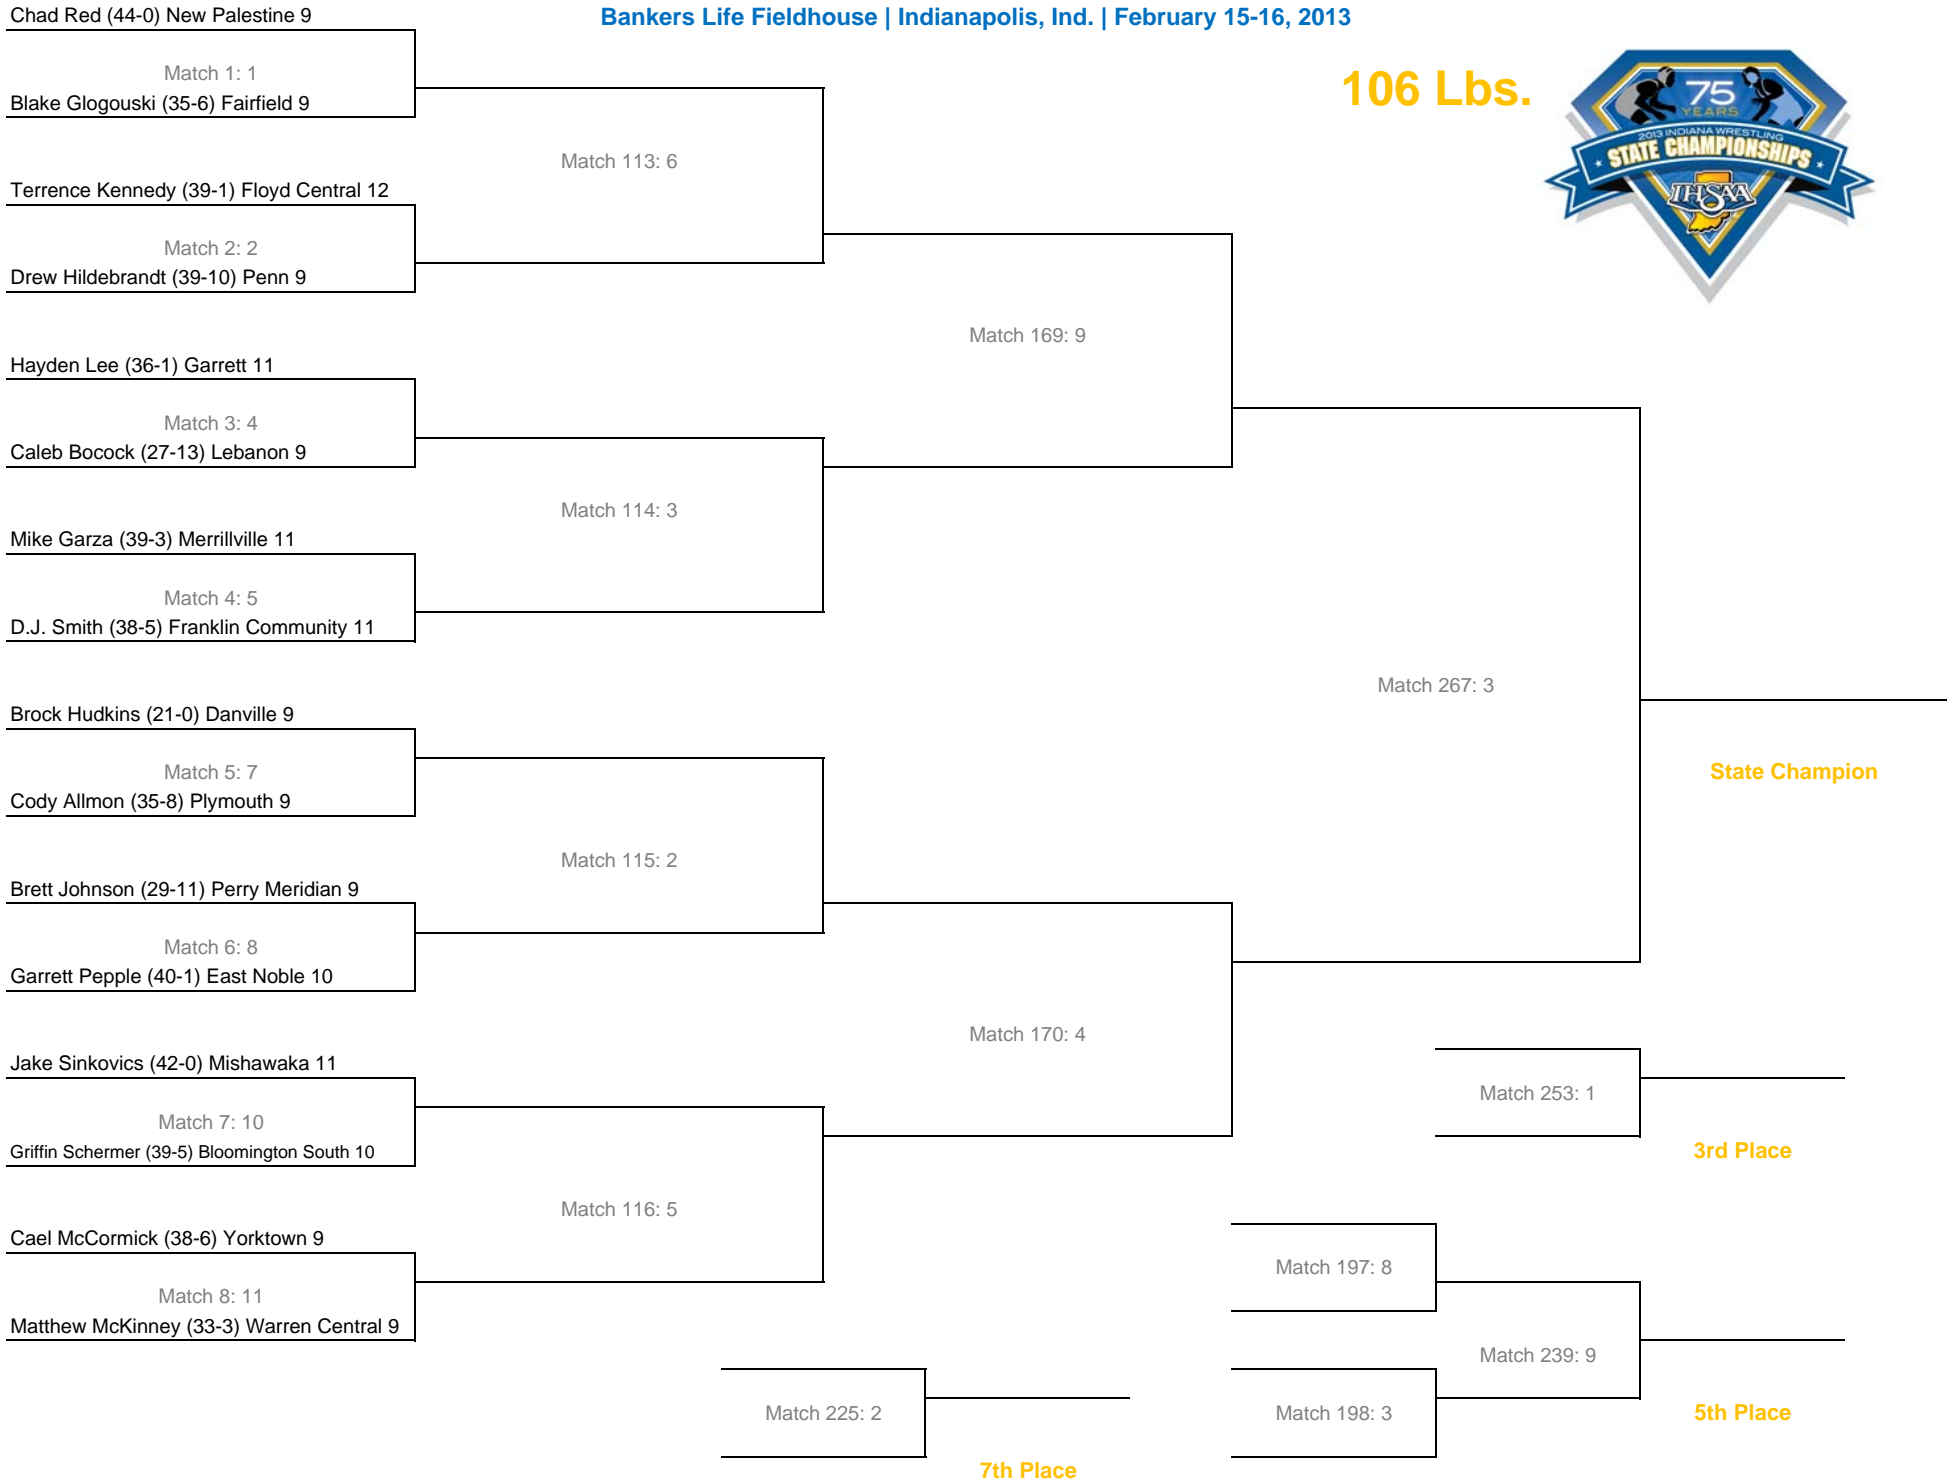 Chad Red (44-0) New Palestine 9
Bankers Life Fieldhouse | Indianapolis, Ind. | February 15-16, 2013
106 Lbs.
75
YEARS
2013 INDIANA WRESTLING
STATE CHAMPIONSHIPS
IHSAA
Match 1: 1
Blake Glogouski (35-6) Fairfield 9
Match 113: 6
Terrence Kennedy (39-1) Floyd Central 12
Match 2: 2
Drew Hildebrandt (39-10) Penn 9
Match 169: 9
Hayden Lee (36-1) Garrett 11
Match 3: 4
Caleb Bocock (27-13) Lebanon 9
Match 114: 3
Mike Garza (39-3) Merrillville 11
Match 4: 5
D.J. Smith (38-5) Franklin Community 11
Match 267: 3
Brock Hudkins (21-0) Danville 9
State Champion
Match 5: 7
Cody Allmon (35-8) Plymouth 9
Match 115: 2
Brett Johnson (29-11) Perry Meridian 9
Match 6: 8
Garrett Pepple (40-1) East Noble 10
Match 170: 4
Jake Sinkovics (42-0) Mishawaka 11
Match 253: 1
Match 7: 10
Griffin Schermer (39-5) Bloomington South 10
3rd Place
Match 116: 5
Cael McCormick (38-6) Yorktown 9
Match 197: 8
Match 8: 11
Matthew McKinney (33-3) Warren Central 9
Match 239: 9
Match 225: 2
Match 198: 3
5th Place
7th Place